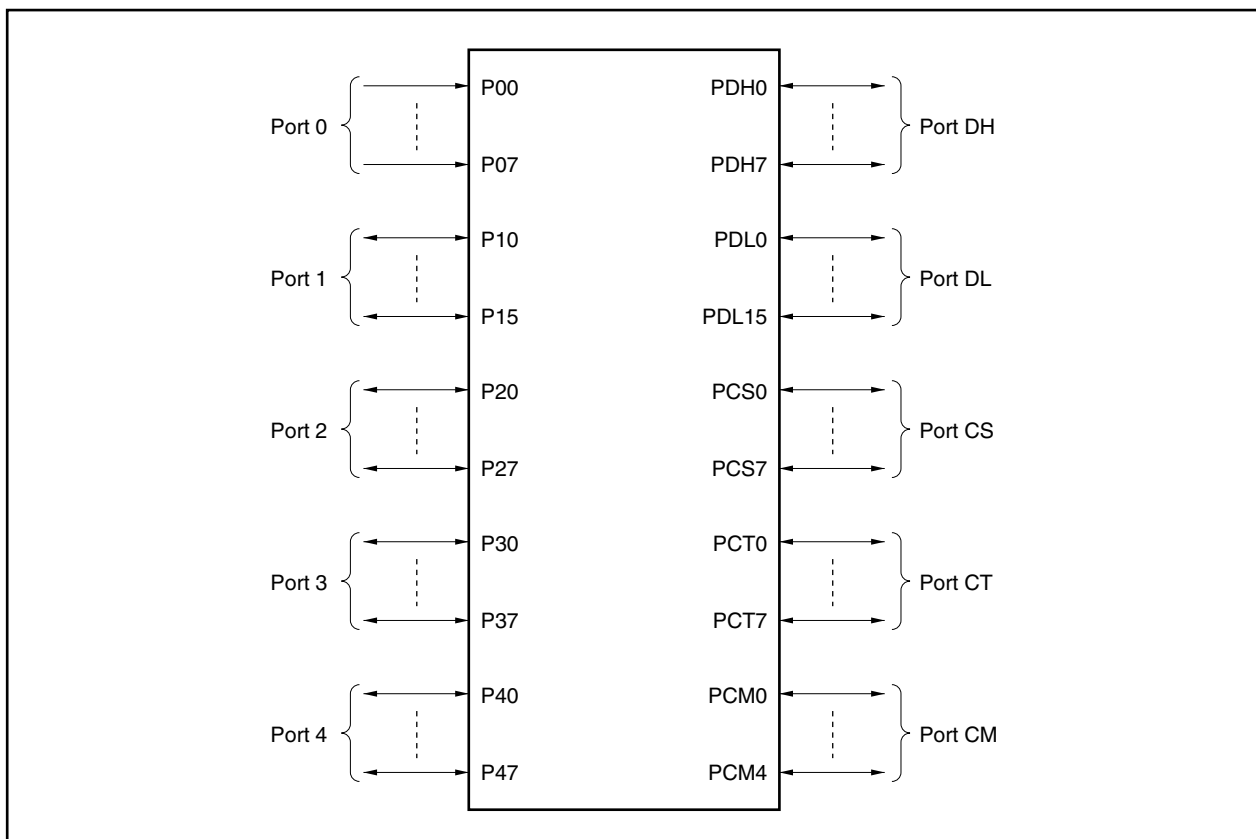 Port 0
P00
P07
Port 1
P10
P15
Port 2
P20
P27
Port 3
P30
P37
Port 4
P40
P47
PDH0
PDH7
Port DH
PDL0
PDL15
Port DL
PCS0
PCS7
Port CS
PCT0
PCT7
Port CT
PCM0
PCM4
Port CM